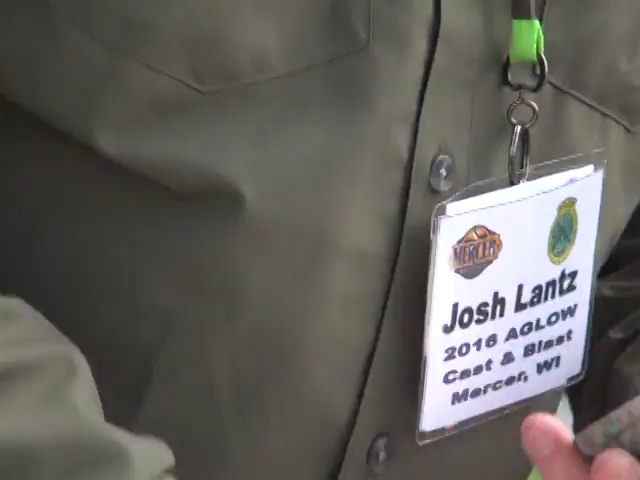 MERCER
Josh Lantz
2016 AGLOW
Cast & Blast
Mercer, WI